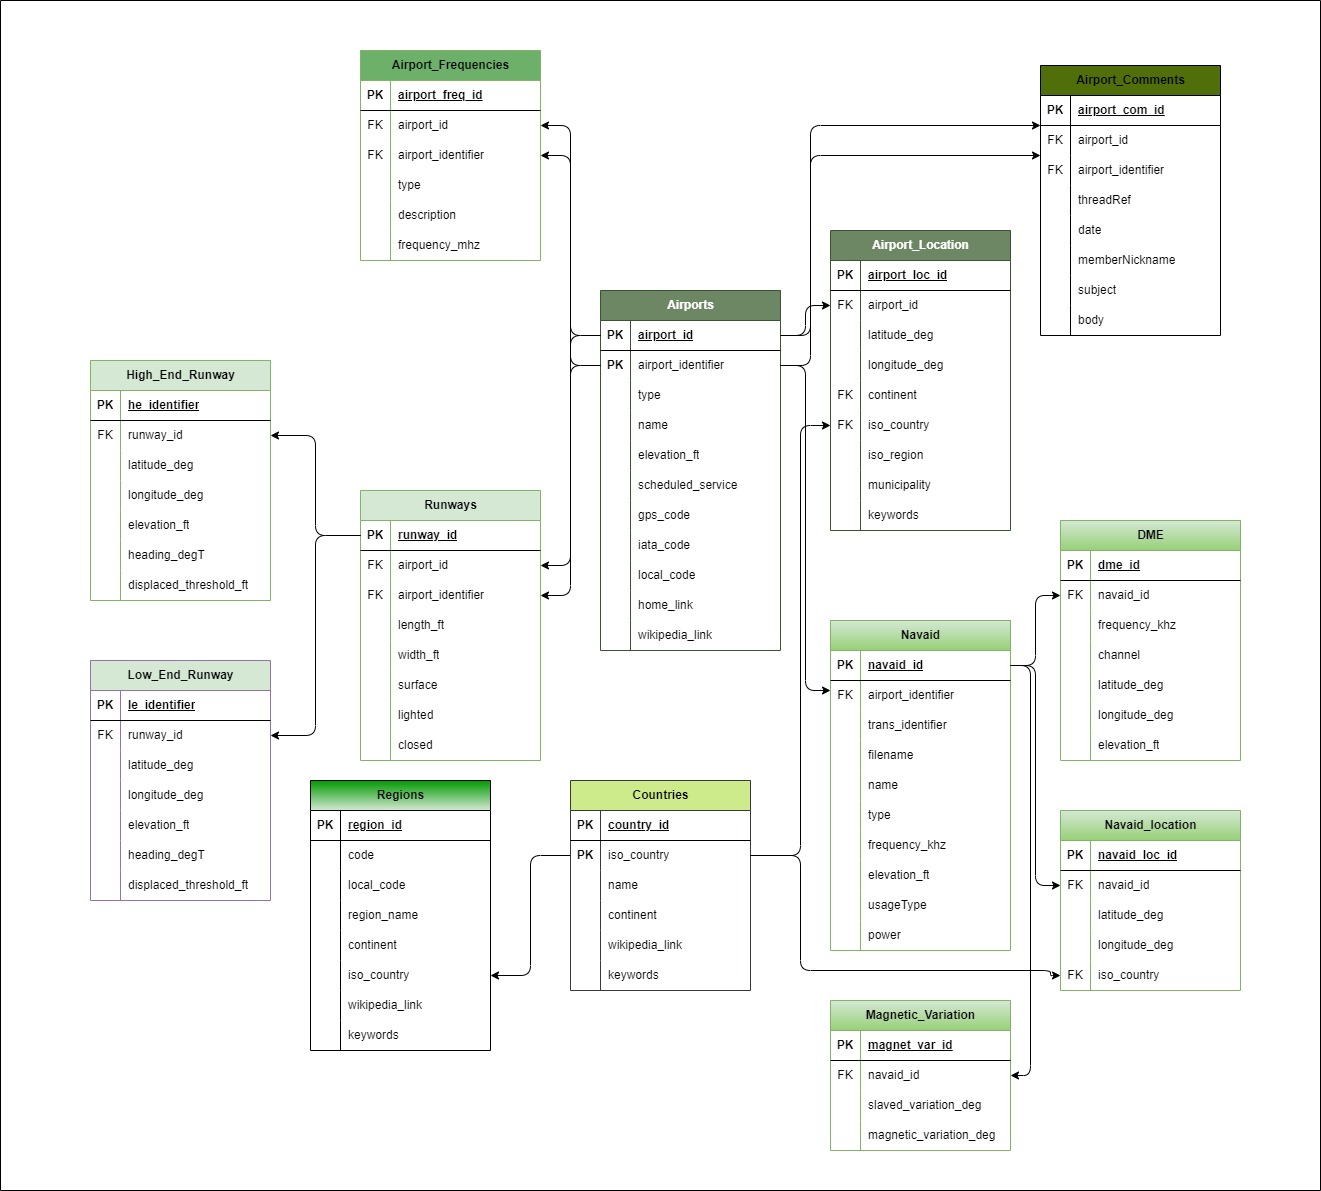 Airport_Frequencies
PK airport_freq_id
FK airport_id
FK airport_identifier
type
description
frequency_mhz
Airport_Comments
PK airport_com_id
FK airport_id
FK airport_identifier
threadRef
date
memberNickname
subject
body
Airport_Location
PK airport_loc_id
FK airport_id
latitude_deg
longitude_deg
FK continent
FK iso_country
iso_region
municipality
keywords
Airports
PK airport_id
PK airport_identifier
type
name
elevation_ft
scheduled_service
gps_code
iata_code
local_code
home_link
wikipedia_link
High_End_Runway
PK he_identifier
FK runway_id
latitude_deg
longitude_deg
elevation_ft
heading_degT
displaced_threshold_ft
Runways
PK runway_id
FK airport_id
FK airport_identifier
length_ft
width_ft
surface
lighted
closed
Low_End_Runway
PK le_identifier
FK runway_id
latitude_deg
longitude_deg
elevation_ft
heading_degT
displaced_threshold_ft
DME
PK dme_id
FK navaid_id
frequency_khz
channel
latitude_deg
longitude_deg
elevation_ft
Navaid
PK navaid_id
FK airport_identifier
trans_identifier
filename
name
type
frequency_khz
elevation_ft
usageType
power
Regions
PK region_id
code
local_code
region_name
continent
iso_country
wikipedia_link
keywords
Countries
PK country_id
PK iso_country
name
continent
wikipedia_link
keywords
Navaid_location
PK navaid_loc_id
FK navaid_id
latitude_deg
longitude_deg
FK iso_country
Magnetic_Variation
PK magnet_var_id
FK navaid_id
slaved_variation_deg
magnetic_variation_deg